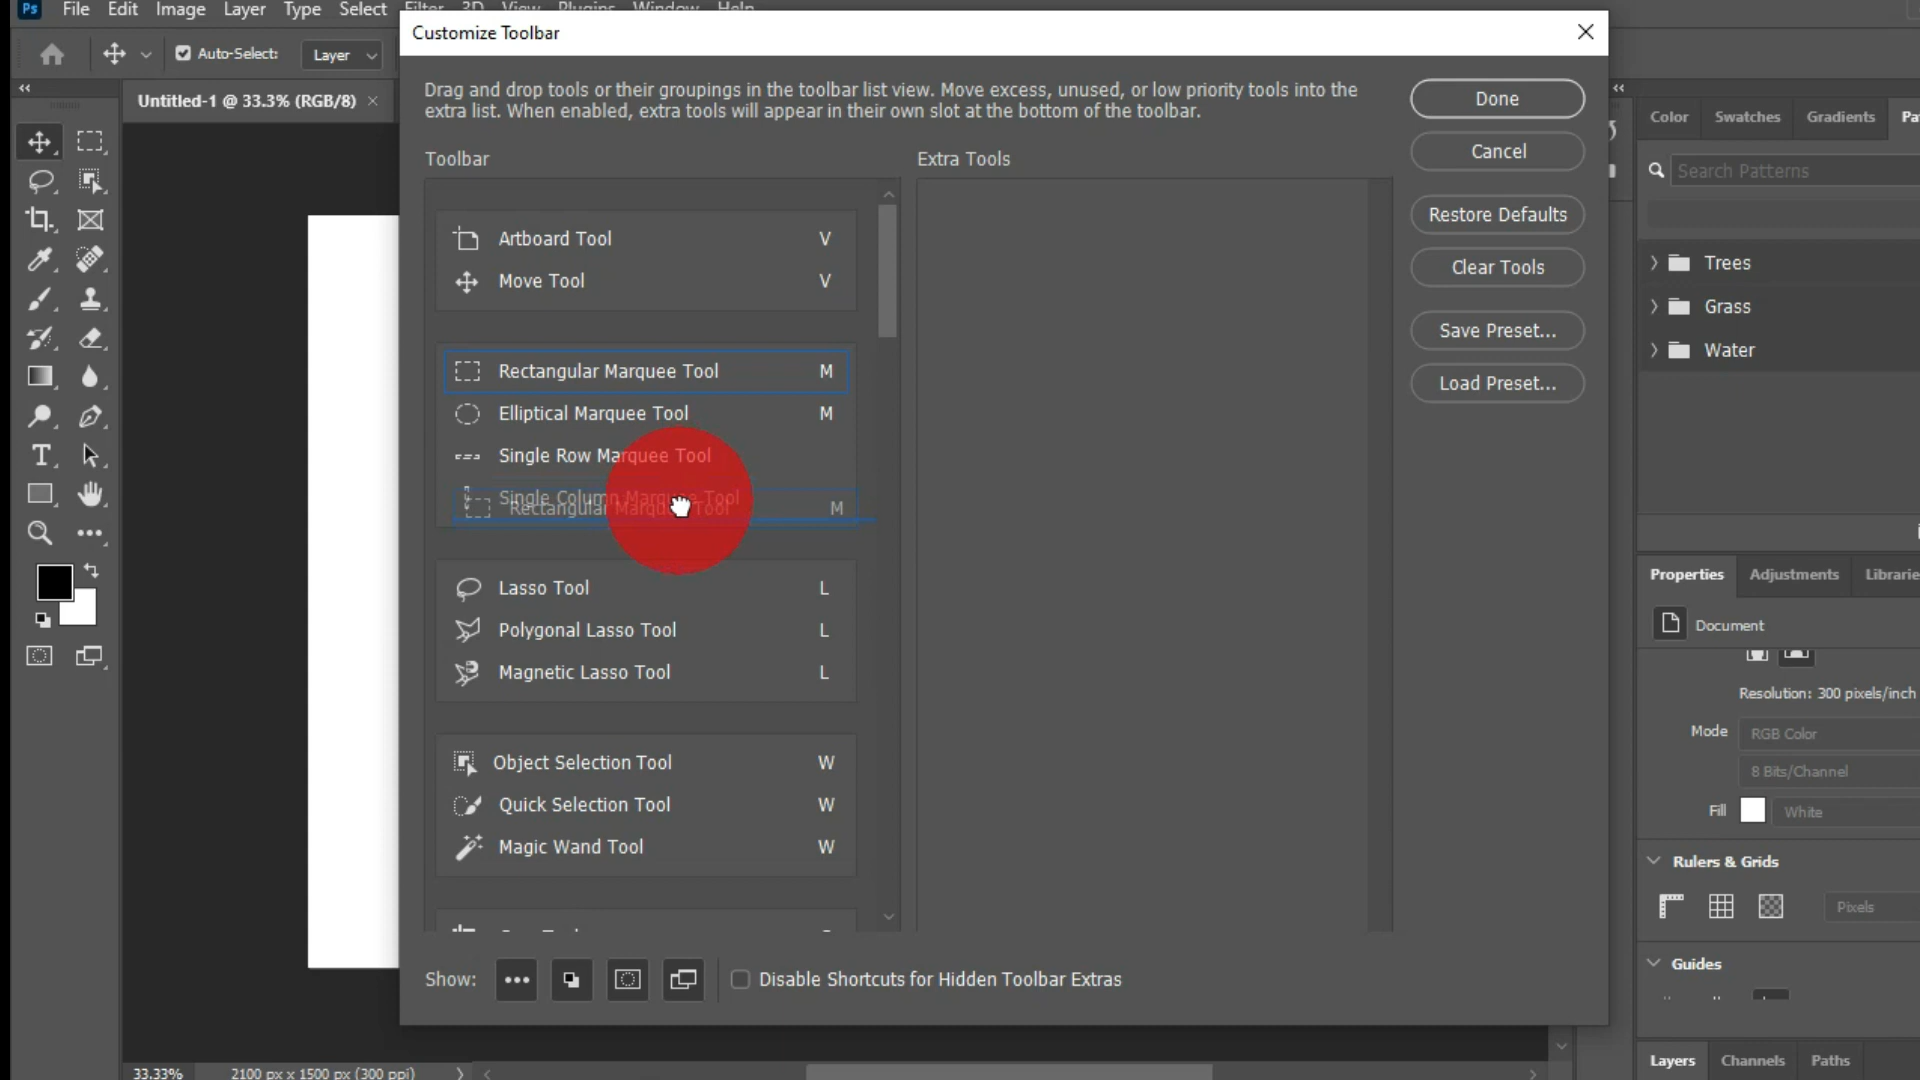 Ps File Edit Image Layer Type Select Filter 3D View Plugins Window Help
Customize Toolbar
Auto-Select: Layer
Untitled-1 @ 33.3% (RGB/8)
Drag and drop tools or their groupings in the toolbar list view. Move excess, unused, or low priority tools into the
extra list. When enabled, extra tools will appear in their own slot at the bottom of the toolbar.
Toolbar
Extra Tools
Artboard Tool V
Move Tool V
Rectangular Marquee Tool M
Elliptical Marquee Tool M
Single Row Marquee Tool
Single Column Marquee Tool
Rectangular Marquee Tool M
Lasso Tool L
Polygonal Lasso Tool L
Magnetic Lasso Tool L
Object Selection Tool W
Quick Selection Tool W
Magic Wand Tool W
Show:
Disable Shortcuts for Hidden Toolbar Extras
Done
Cancel
Restore Defaults
Clear Tools
Save Preset...
Load Preset...
Color Swatches Gradients
Search Patterns
Trees
Grass
Water
Properties Adjustments Librarie
Document
Resolution: 300 pixels/inch
Mode RGB Color
8 Bits/Channel
Fill White
Rulers & Grids
Pixels
Guides
Layers Channels Paths
33.33% 2100 px x 1500 px (300 ppi)